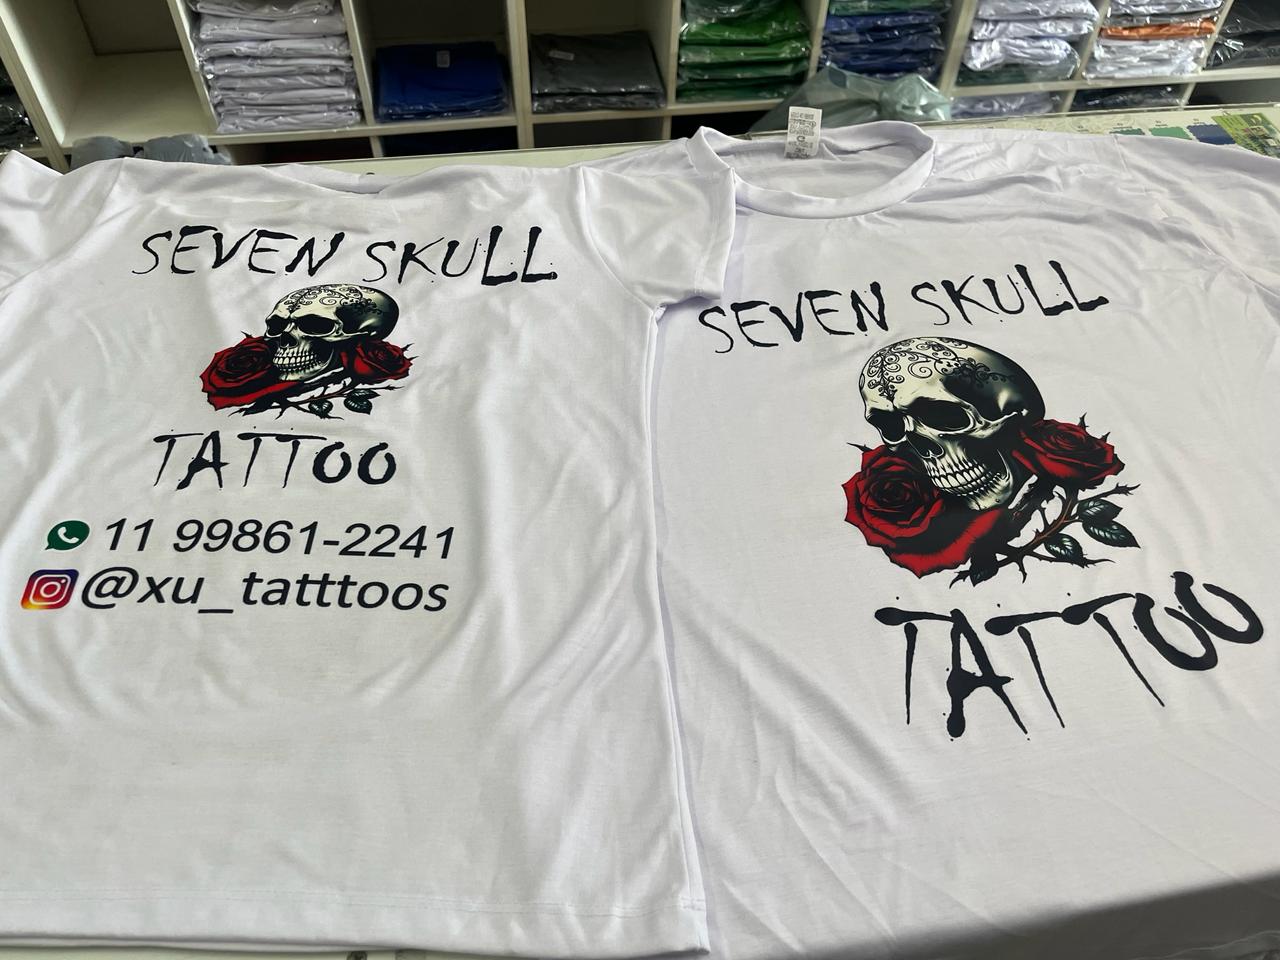 SEVEN SKULL
TATTOO
11 99861-2241
@xu_tatttoos
SEVEN SKULL
TATTOO